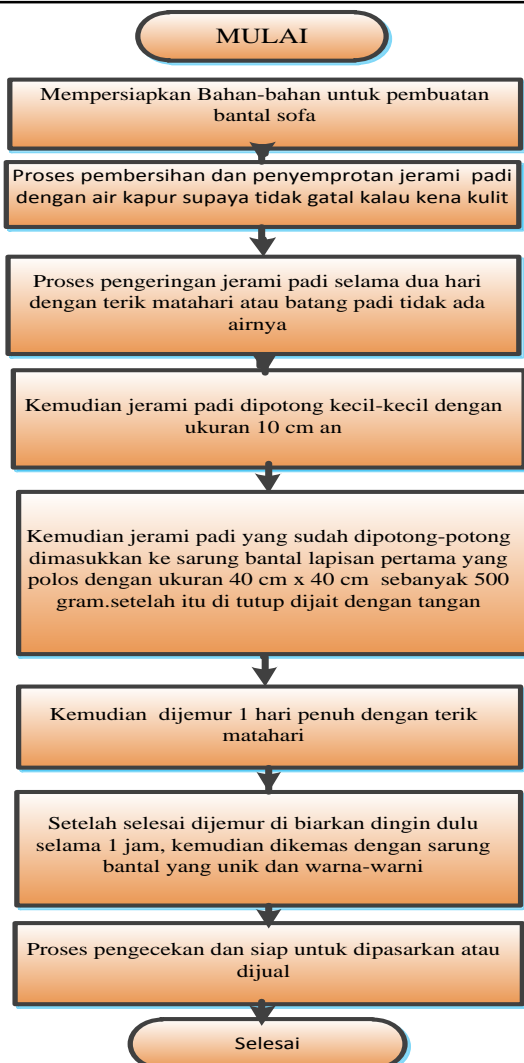 MULAI
Mempersiapkan Bahan-bahan untuk pembuatan
bantal sofa
Proses pembersihan dan penyemprotan jerami padi
dengan air kapur supaya tidak gatal kalau kena kulit
Proses pengeringan jerami padi selama dua hari
dengan terik matahari atau batang padi tidak ada
airnya
Kemudian jerami padi dipotong kecil-kecil dengan
ukuran 10 cm an
Kemudian jerami padi yang sudah dipotong-potong
dimasukkan ke sarung bantal lapisan pertama yang
polos dengan ukuran 40 cm x 40 cm sebanyak 500
gram.setelah itu di tutup dijait dengan tangan
Kemudian dijemur 1 hari penuh dengan terik
matahari
Setelah selesai dijemur di biarkan dingin dulu
selama 1 jam, kemudian dikemas dengan sarung
bantal yang unik dan warna-warni
Proses pengecekan dan siap untuk dipasarkan atau
dijual
Selesai